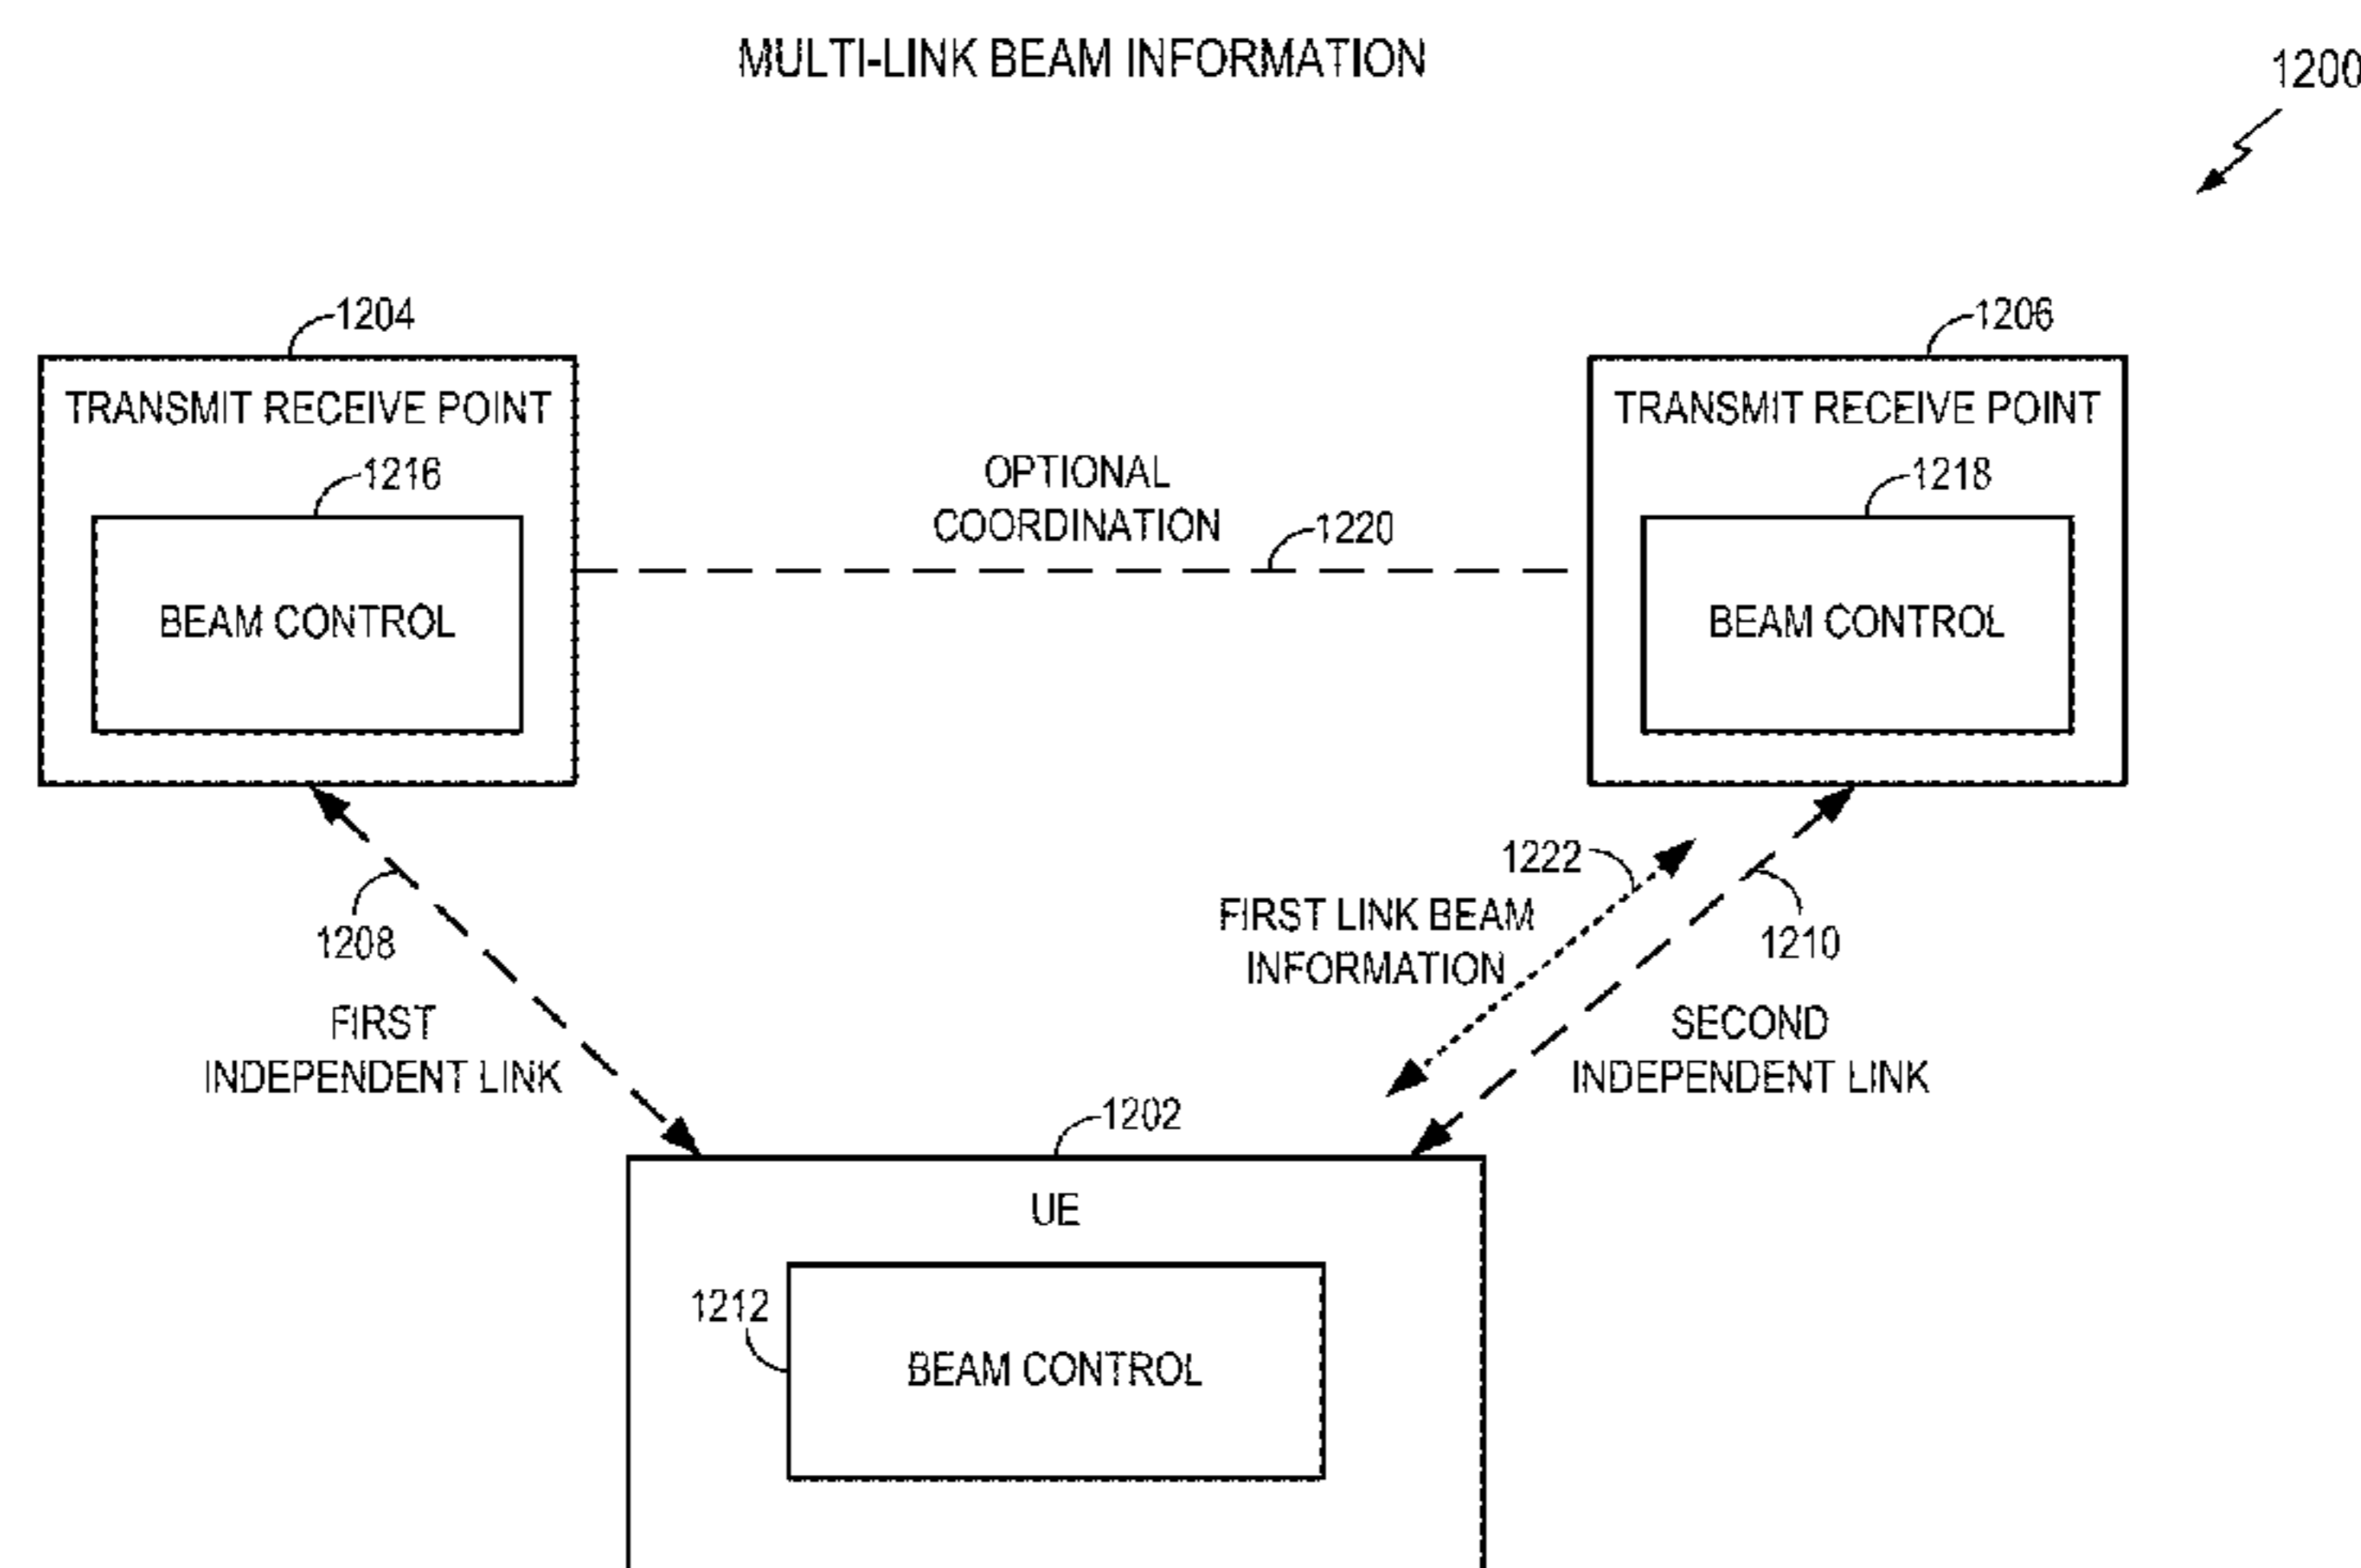 MULTI-LINK BEAM INFORMATION
1200
1204
1206
TRANSMIT RECEIVE POINT
TRANSMIT RECEIVE POINT
1216
OPTIONAL
COORDINATION
1218
1220
BEAM CONTROL
BEAM CONTROL
1222
FIRST LINK BEAM
INFORMATION
1208
1210
FIRST
INDEPENDENT LINK
SECOND
INDEPENDENT LINK
1202
UE
1212
BEAM CONTROL